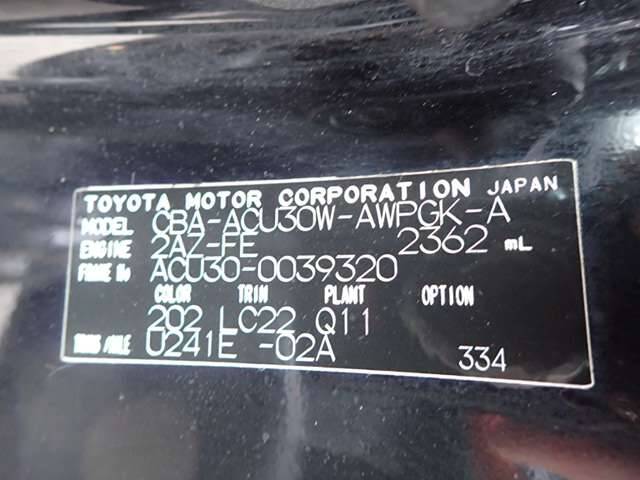 TOYOTA MOTOR CORPORATION JAPAN
MODEL CBA-ACU30W-AWPGK-A
ENGINE 2AZ-FE 2362 mL
FRAME No ACU30-0039320
COLOR TRIM PLANT OPTION
202 LC22 Q11
TRANS/AXLE U241E -02A 334